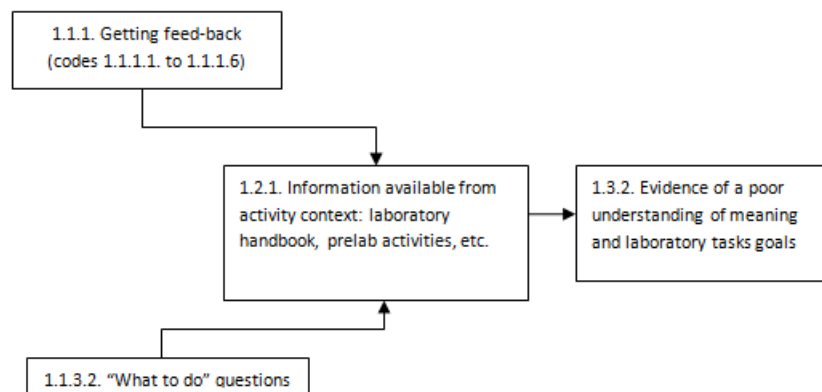 1.1.1. Getting feed-back
(codes 1.1.1.1. to 1.1.1.6)
1.2.1. Information available from
activity context: laboratory
handbook, prelab activities, etc.
1.3.2. Evidence of a poor
understanding of meaning
and laboratory tasks goals
1.1.3.2. “What to do” questions